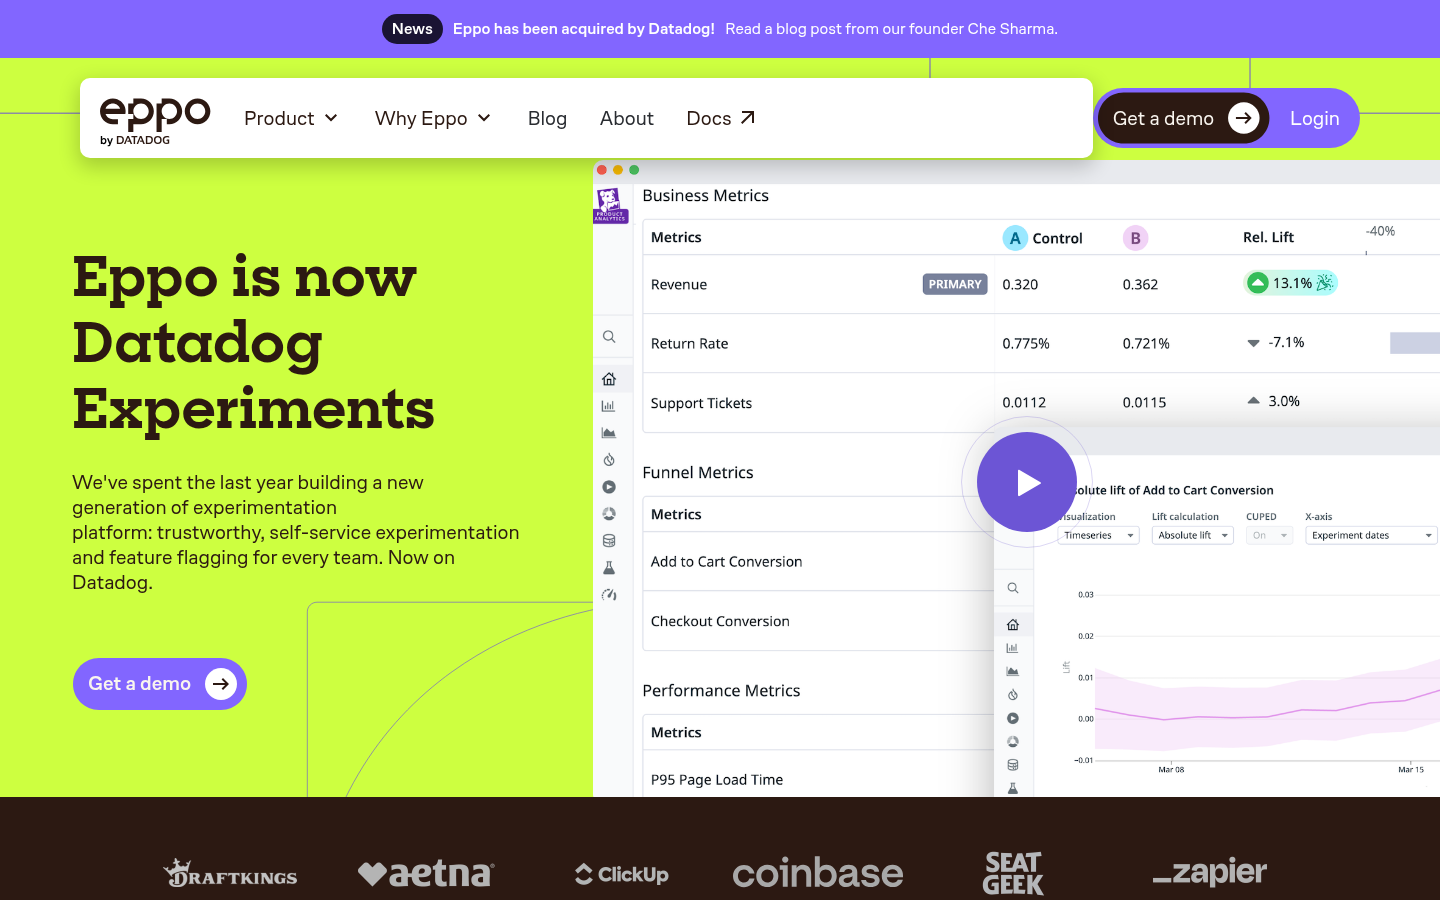 News Eppo has been acquired by Datadog! Read a blog post from our founder Che Sharma.
eppo
by DATADOG
Product
Why Eppo
Blog
About
Docs
Get a demo
Login
Eppo is now
Datadog
Experiments
We've spent the last year building a new
generation of experimentation
platform: trustworthy, self-service experimentation
and feature flagging for every team. Now on
Datadog.
Get a demo
PRODUCT
ANALYTICS
Business Metrics
Metrics A Control B Rel. Lift -40%
Revenue PRIMARY 0.320 0.362 13.1%
Return Rate 0.775% 0.721% -7.1%
Support Tickets 0.0112 0.0115 3.0%
Funnel Metrics
Metrics
Add to Cart Conversion
Checkout Conversion
Performance Metrics
Metrics
P95 Page Load Time
solute lift of Add to Cart Conversion
isualization Lift calculation CUPED X-axis
Timeseries Absolute lift On Experiment dates
0.03
0.02
0.01
0.00
-0.01
Lift
Mar 08 Mar 15
DRAFTKINGS
aetna
ClickUp
coinbase
SEAT
GEEK
zapier